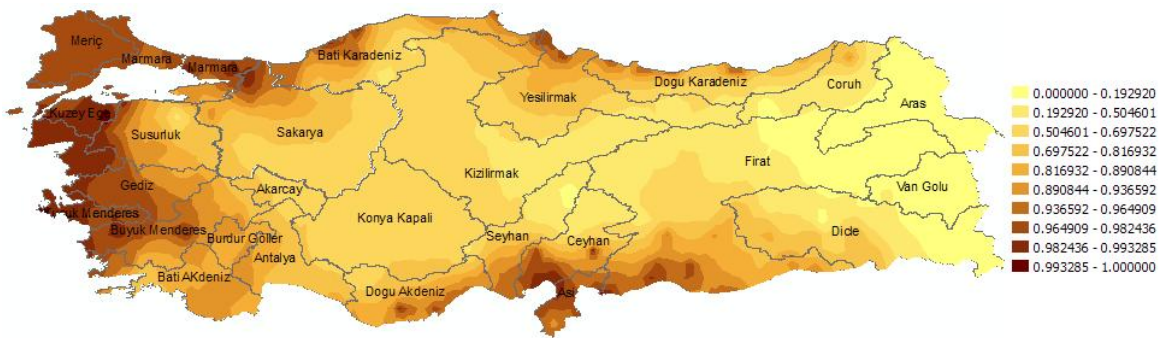 Meriç
Marmara
Marmara
Bati Karadeniz
Dogu Karadeniz
Coruh
Aras
Kuzey Ege
Susurluk
Sakarya
Yesilirmak
Firat
Van Golu
Gediz
Akarcay
Kizilirmak
Konya Kapali
Menderes
Büyük Menderes
Burdur Göller
Antalya
Seyhan
Ceyhan
Dicle
Bati AKdeniz
Dogu Akdeniz
Asi
0.000000 - 0.192920
0.192920 - 0.504601
0.504601 - 0.697522
0.697522 - 0.816932
0.816932 - 0.890844
0.890844 - 0.936592
0.936592 - 0.964909
0.964909 - 0.982436
0.982436 - 0.993285
0.993285 - 1.000000